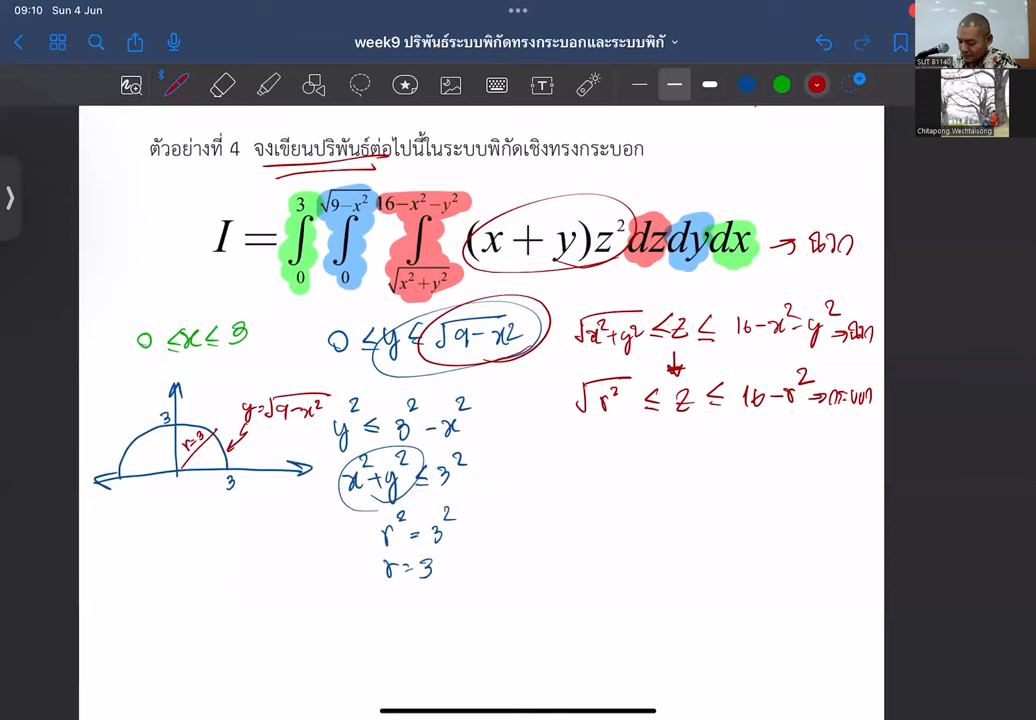 09:10 Sun 4 Jun
week9 ปริพันธ์ระบบพิกัดทรงกระบอกและระบบพิกั
SUT B1140
Chitapong Wechtaisong
ตัวอย่างที่ 4 จงเขียนปริพันธ์ต่อไปนี้ในระบบพิกัดเชิงทรงกระบอก
I = ∫₀³ ∫₀^√(9−x²) ∫_√(x²+y²)^(16−x²−y²) (x + y)z² dzdydx → ฉาก
0 ≤ x ≤ 3
0 ≤ y ≤ √(9−x²)
√(x²+y²) ≤ z ≤ 16−x²−y² ⇒ ฉาก
√r² ≤ z ≤ 16−r² ⇒ กระบอก
y=√(9−x²)
3
r=3
3
y² ≤ 3² − x²
x²+y² ≤ 3²
r² = 3²
r = 3